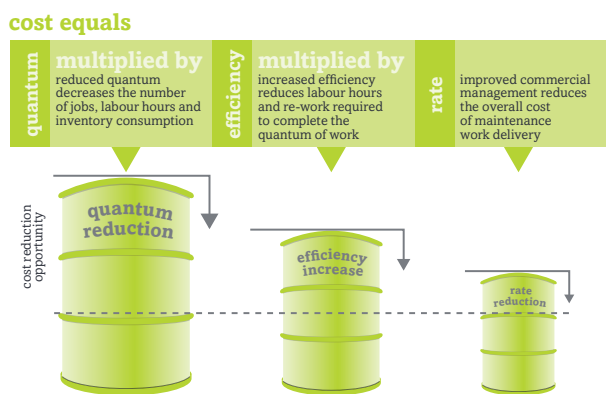 cost equals
quantum
multiplied by
reduced quantum
decreases the number
of jobs, labour hours and
inventory consumption
efficiency
multiplied by
increased efficiency
reduces labour hours
and re-work required
to complete the
quantum of work
rate
improved commercial
management reduces
the overall cost
of maintenance
work delivery
cost reduction
opportunity
quantum
reduction
efficiency
increase
rate
reduction